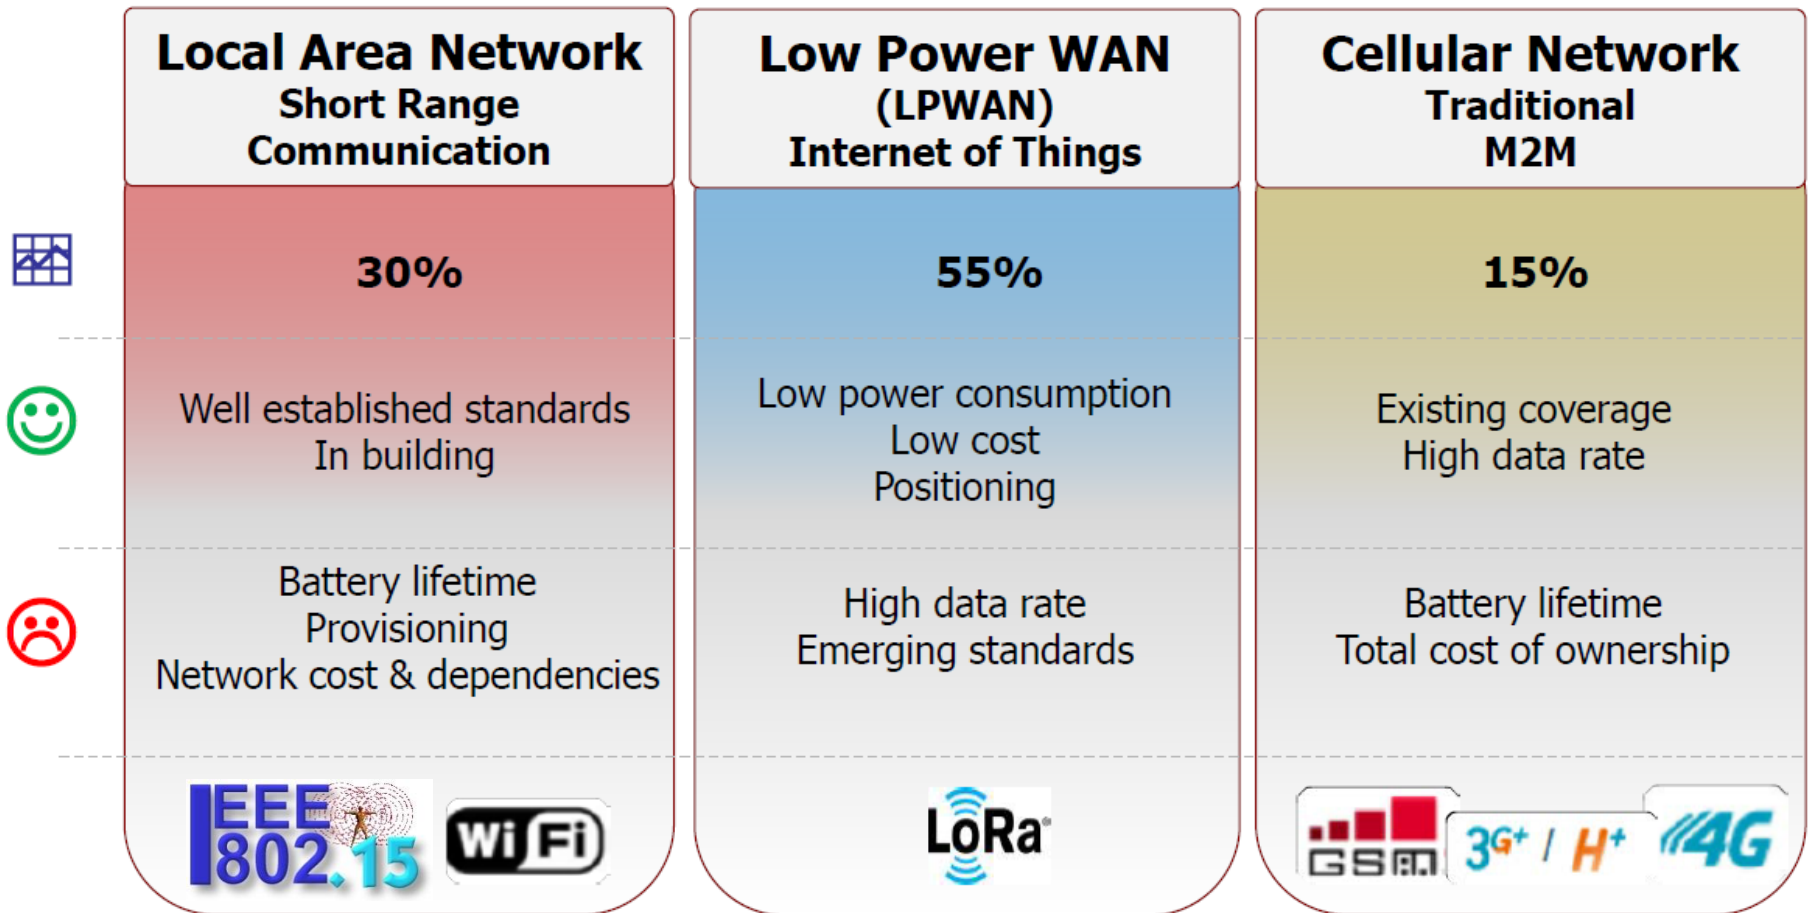 Local Area Network
Short Range
Communication
Low Power WAN
(LPWAN)
Internet of Things
Cellular Network
Traditional
M2M
30%
55%
15%
Well established standards
In building
Low power consumption
Low cost
Positioning
Existing coverage
High data rate
Battery lifetime
Provisioning
Network cost & dependencies
High data rate
Emerging standards
Battery lifetime
Total cost of ownership
IEEE
802.15
Wi Fi
LoRa®
GSM
3G+ / H+
4G